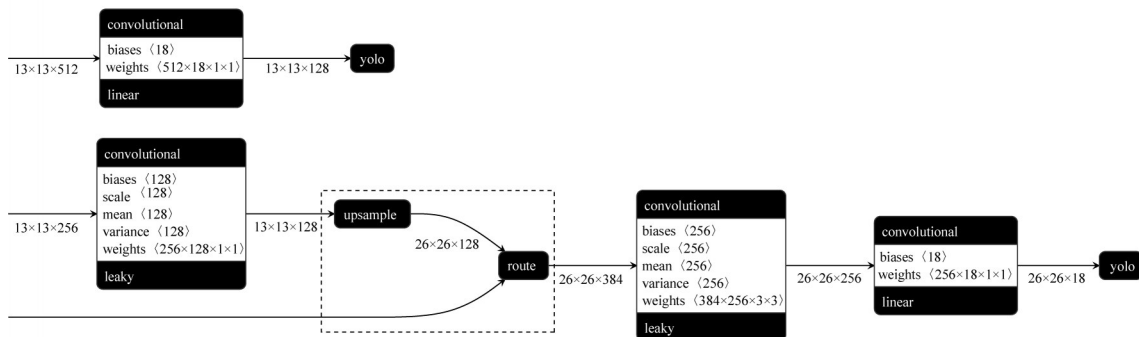 convolutional
biases〈18〉
weights〈512×18×1×1〉
linear
13×13×512
13×13×128
yolo
convolutional
biases〈128〉
scale〈128〉
mean〈128〉
variance〈128〉
weights〈256×128×1×1〉
leaky
13×13×256
13×13×128
upsample
26×26×128
route
26×26×384
convolutional
biases〈256〉
scale〈256〉
mean〈256〉
variance〈256〉
weights〈384×256×3×3〉
leaky
26×26×256
convolutional
biases〈18〉
weights〈256×18×1×1〉
linear
26×26×18
yolo